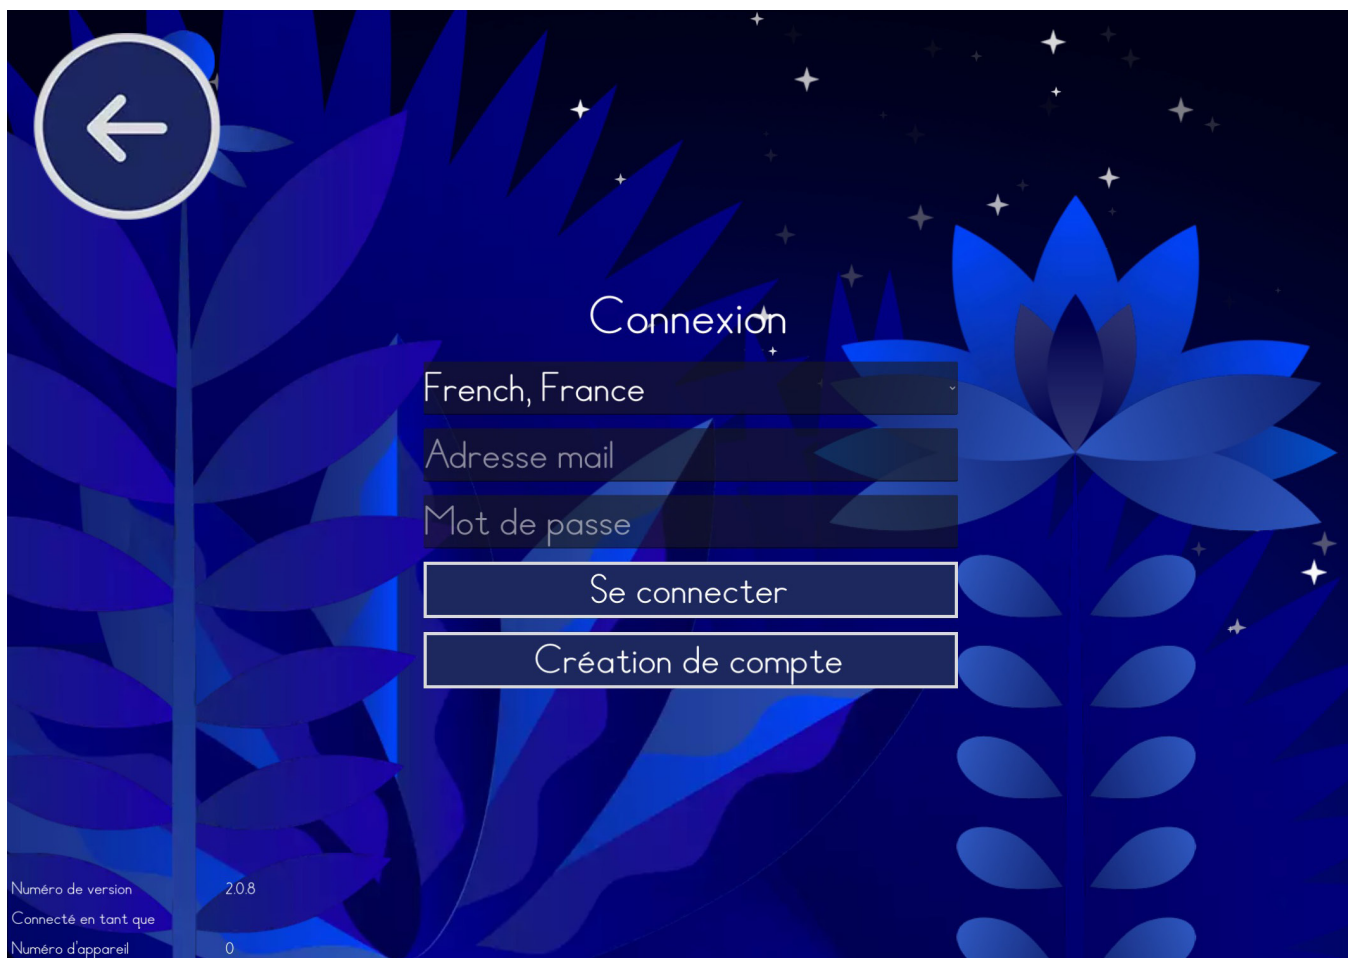 Connexion
French, France
Adresse mail
Mot de passe
Se connecter
Création de compte
Numéro de version 2.0.8
Connecté en tant que
Numéro d'appareil 0